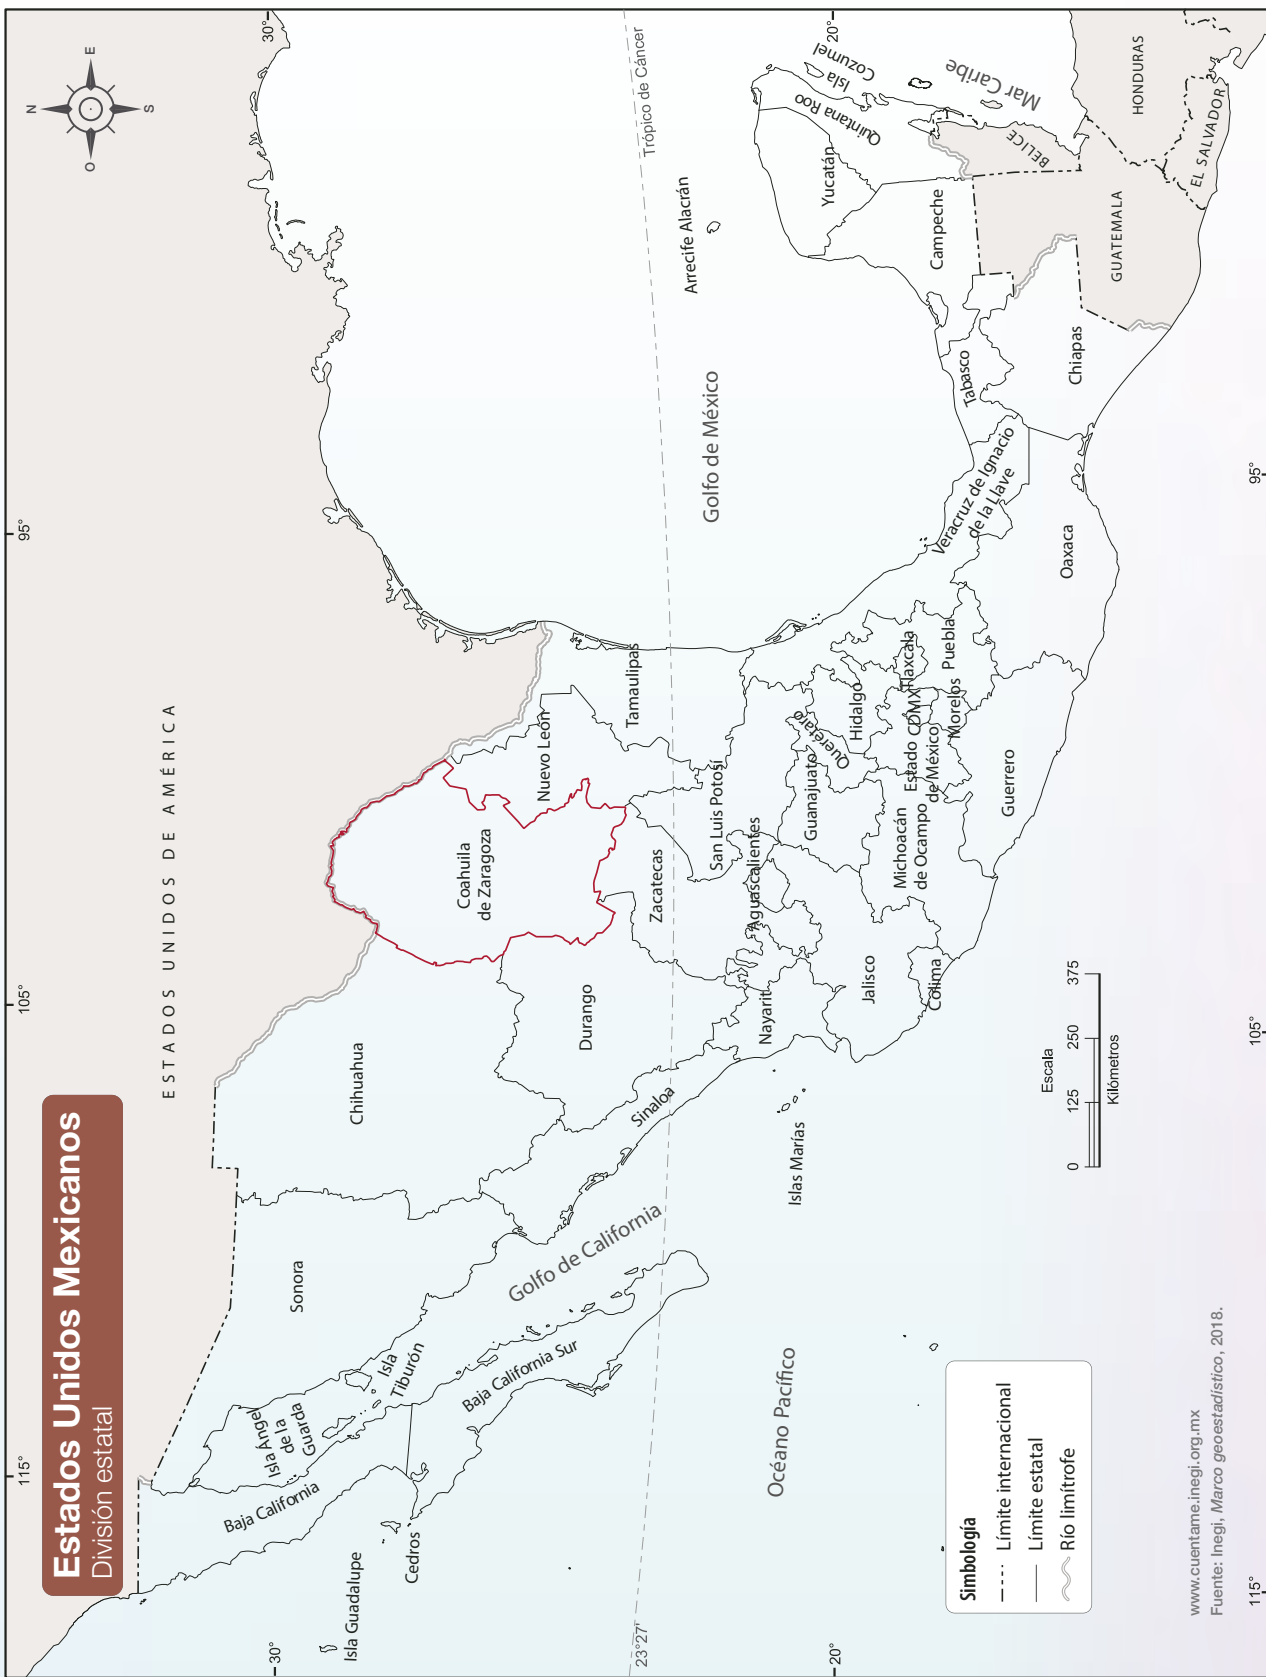 Estados Unidos Mexicanos
División estatal
N
E
S
O
115°
105°
95°
30°
30°
20°
20°
115°
105°
95°
23°27'
Trópico de Cáncer
ESTADOS UNIDOS DE AMÉRICA
Baja California
Isla Ángel
de la
Guarda
Sonora
Chihuahua
Coahuila
de Zaragoza
Nuevo León
Tamaulipas
Isla Guadalupe
Cedros
Baja California Sur
Isla
Tiburón
Golfo de California
Sinaloa
Durango
Zacatecas
San Luis Potosí
Golfo de México
Arrecife Alacrán
Océano Pacífico
Islas Marías
Nayarit
Aguascalientes
Guanajuato
Querétaro
Hidalgo
Jalisco
Colima
Michoacán
de Ocampo
Estado
de México
CDMX
Tlaxcala
Morelos
Puebla
Veracruz de Ignacio
de la Llave
Guerrero
Oaxaca
Tabasco
Chiapas
Campeche
Yucatán
Quintana Roo
Isla
Cozumel
Mar Caribe
BELICE
GUATEMALA
HONDURAS
EL SALVADOR
Escala
0 125 250 375
Kilómetros
Simbología
Límite internacional
Límite estatal
Río limítrofe
www.cuentame.inegi.org.mx
Fuente: Inegi, Marco geoestadístico, 2018.